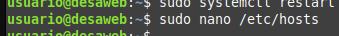 usuario@desaweb:~$ sudo systemctl restart
usuario@desaweb:~$ sudo nano /etc/hosts